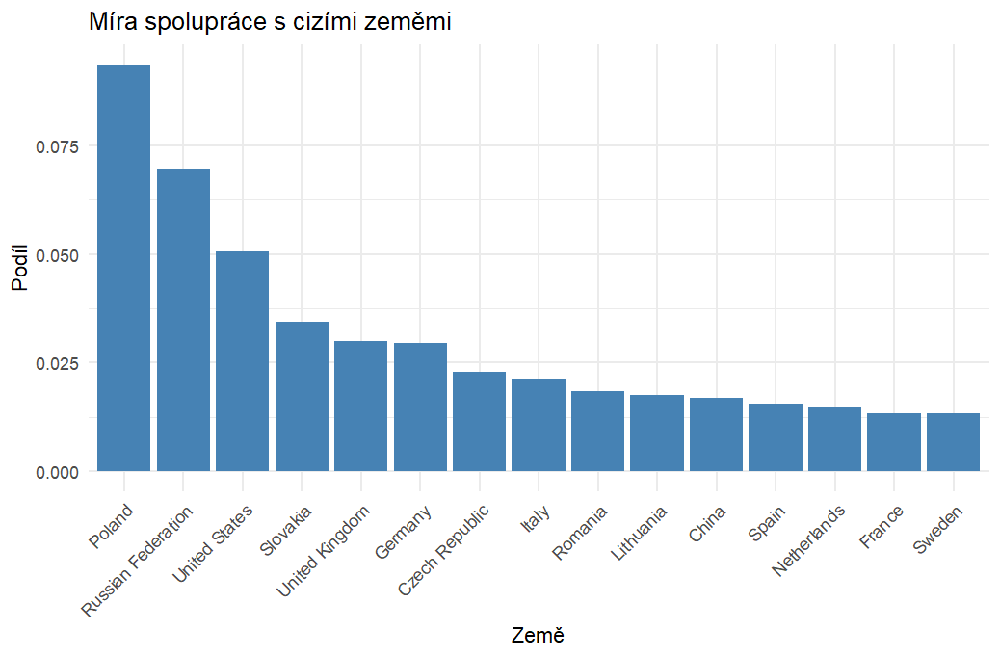 Míra spolupráce s cizími zeměmi
Podíl
0.075
0.050
0.025
0.000
Poland
Russian Federation
United States
Slovakia
United Kingdom
Germany
Czech Republic
Italy
Romania
Lithuania
China
Spain
Netherlands
France
Sweden
Země